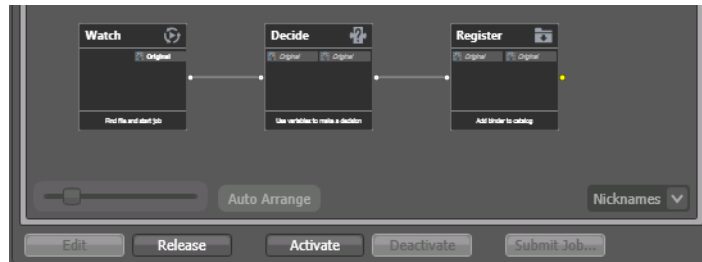 Watch
Original
Find file and start job
Decide
Original Original
Use variables to make a decision
Register
Original Original
Add binder to catalog
Auto Arrange
Nicknames
Edit Release Activate Deactivate Submit Job...